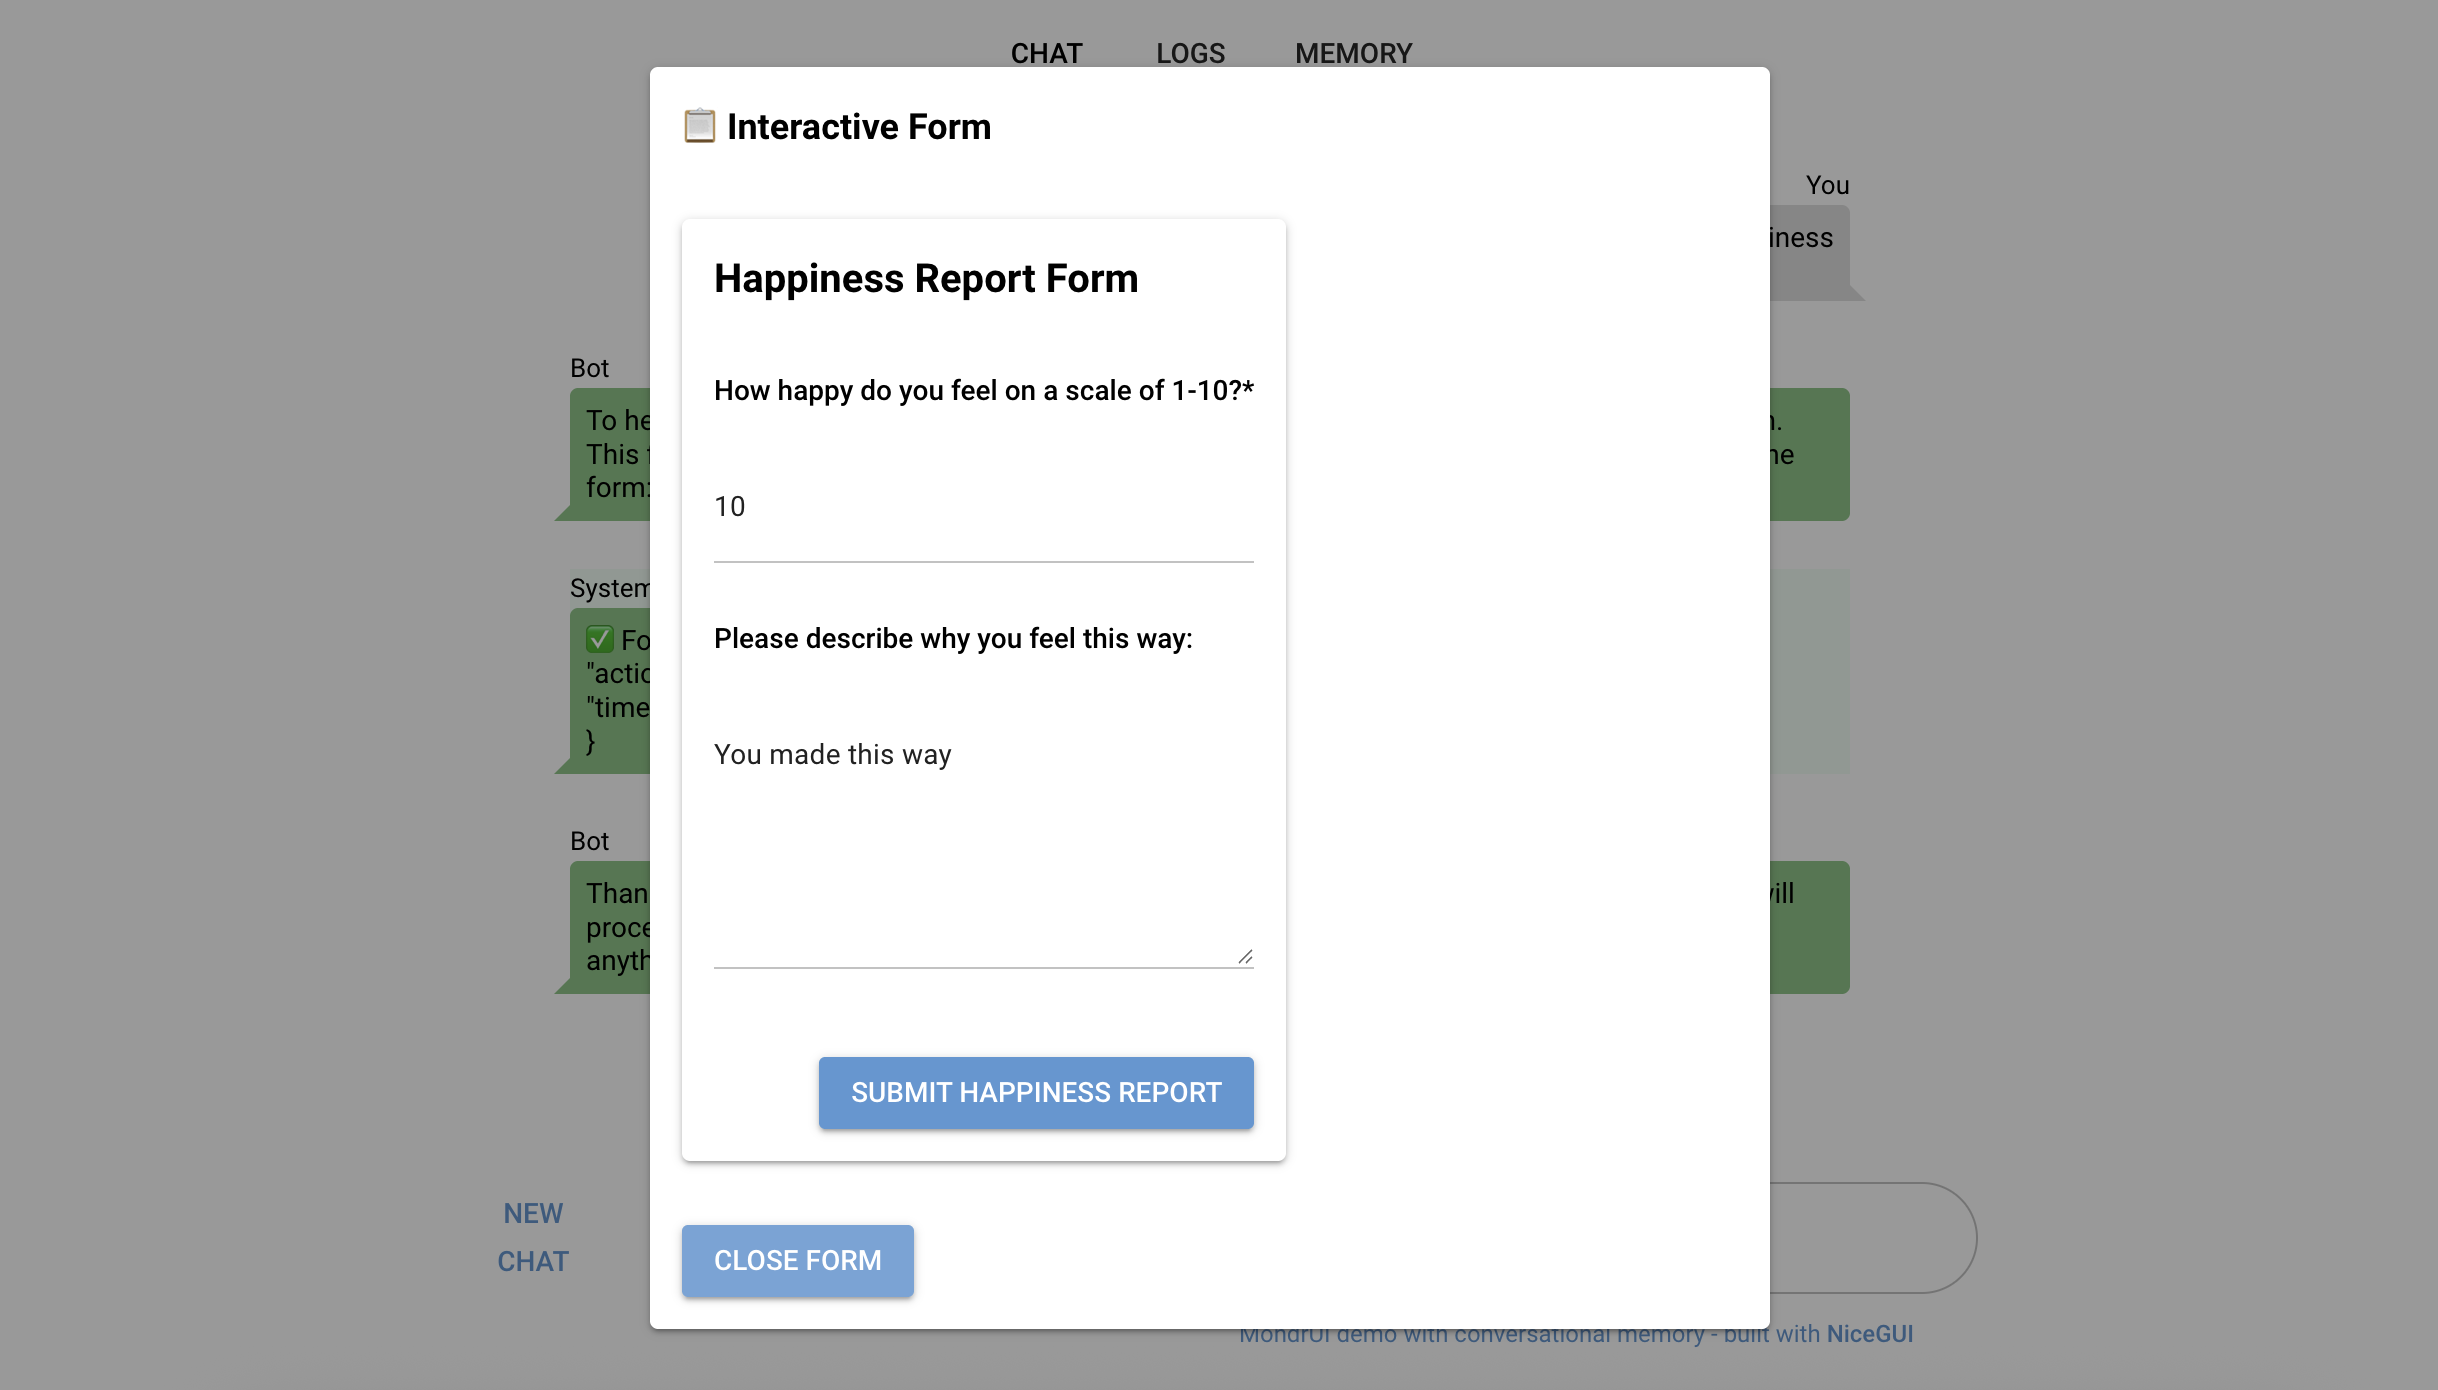 CHAT LOGS MEMORY
📋 Interactive Form
You
iness
Happiness Report Form
Bot
How happy do you feel on a scale of 1-10?*
To he
This
form:
10
System
Please describe why you feel this way:
✅ Fo
"actio
"time
}
You made this way
Bot
Than
will
proce
anyth
SUBMIT HAPPINESS REPORT
NEW
CHAT
CLOSE FORM
MondrUI demo with conversational memory - built with NiceGUI